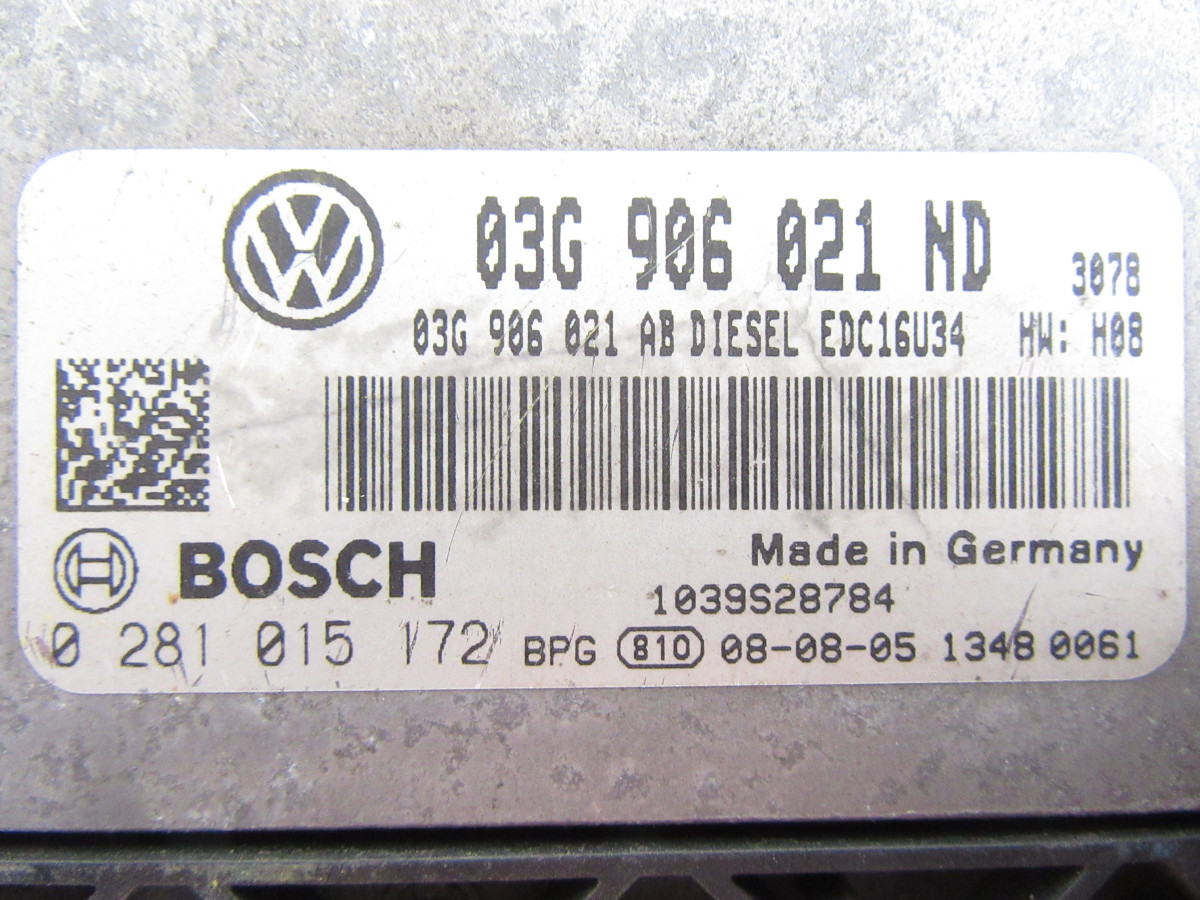 03G 906 021 ND 3078
03G 906 021 AB DIESEL EDC16U34 HW: H08
BOSCH
Made in Germany
1039S28784
0 281 015 172 BPG 810 08-08-05 1348 0061